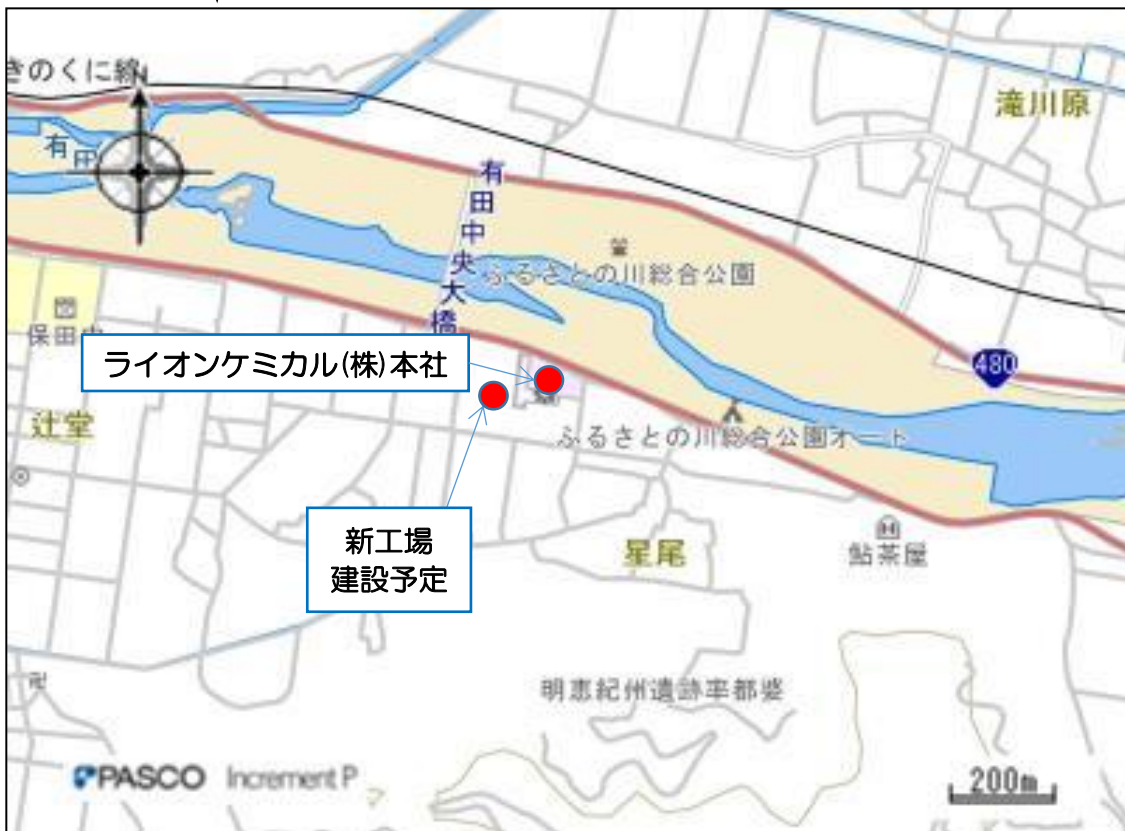 きのくに線
N
滝川原
有田
有田中央大橋
ふるさとの川総合公園
保田中
ライオンケミカル(株)本社
480
辻堂
ふるさとの川総合公園オート
新工場
建設予定
星尾
鮎茶屋
明恵紀州遺跡率都婆
PASCO Increment P
200m